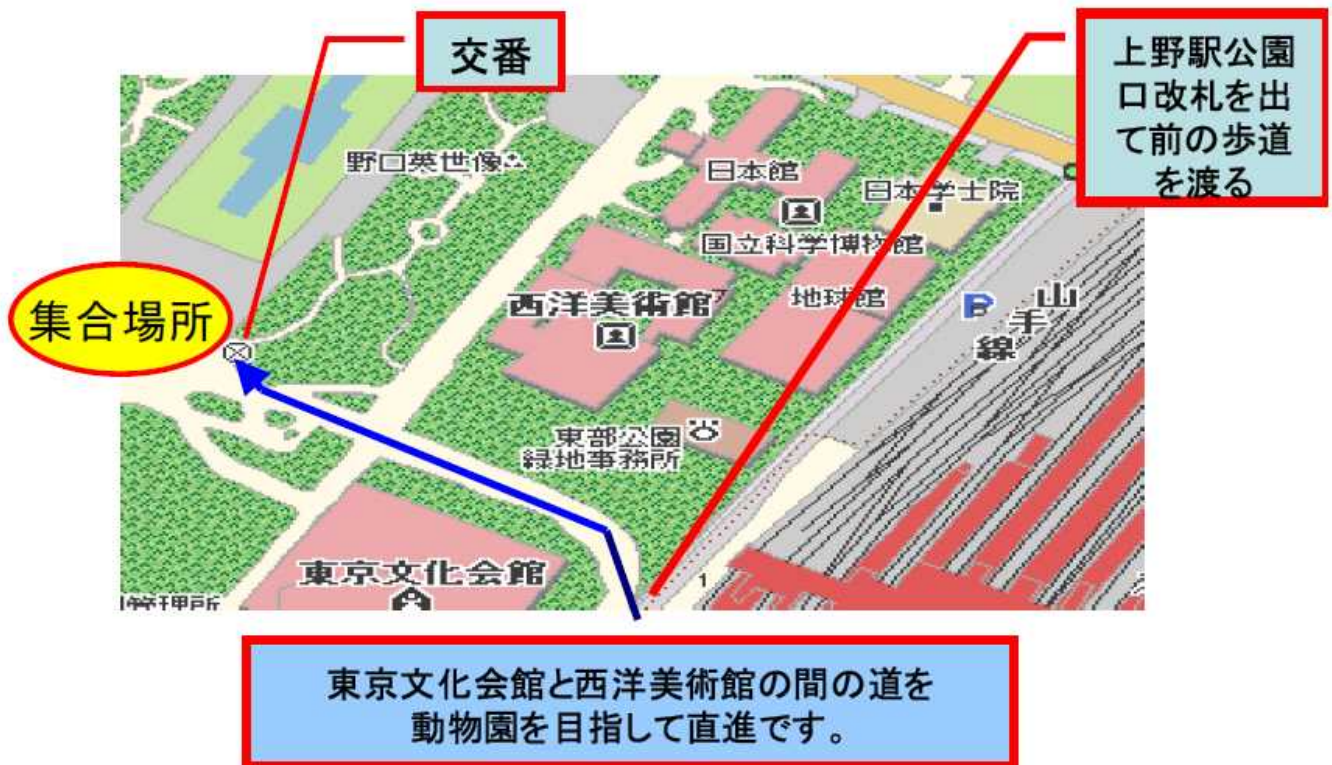 交番
上野駅公園
口改札を出
て前の歩道
を渡る
野口英世像
日本館
日本学士院
国立科学博物館
集合場所
西洋美術館
地球館
P
山手線
東部公園
緑地事務所
東京文化会館
1
管理所
東京文化会館と西洋美術館の間の道を
動物園を目指して直進です。